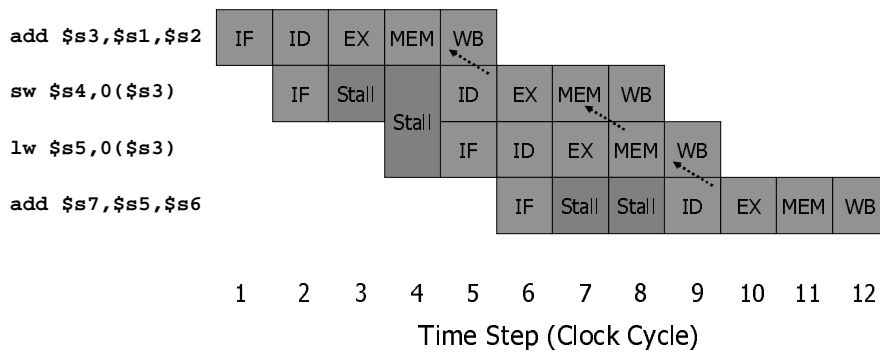 add $s3,$s1,$s2 IF ID EX MEM WB
sw $s4,0($s3) IF Stall Stall ID EX MEM WB
lw $s5,0($s3) IF ID EX MEM WB
add $s7,$s5,$s6 IF Stall Stall ID EX MEM WB
1 2 3 4 5 6 7 8 9 10 11 12
Time Step (Clock Cycle)